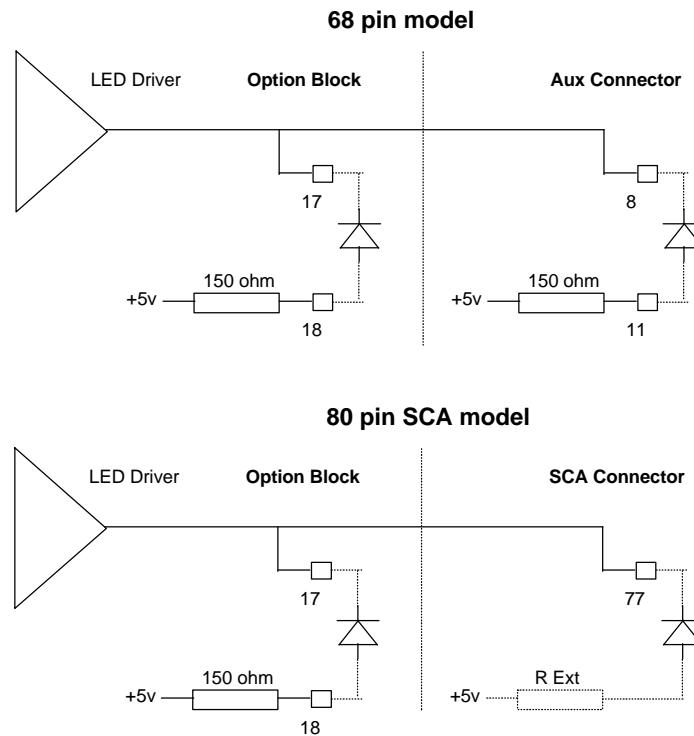 68 pin model
LED Driver Option Block Aux Connector
17 8
150 ohm 150 ohm
+5v +5v
18 11
80 pin SCA model
LED Driver Option Block SCA Connector
17 77
150 ohm R Ext
+5v +5v
18